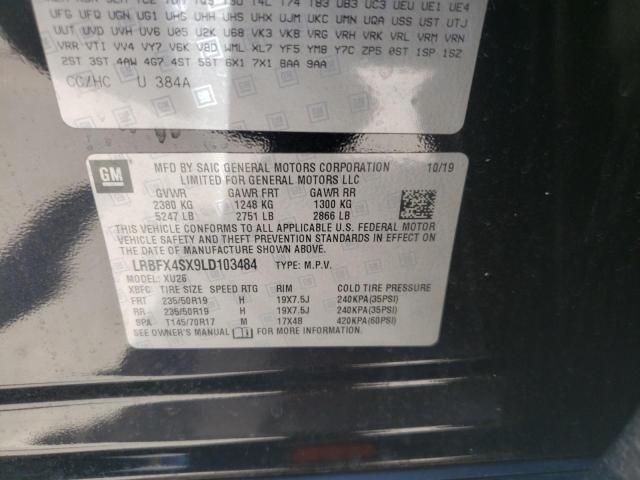 UFG UFQ UGN UG1 UHG UHH UHS UHX UJM UKC UMN UQA USS UST UTJ
UUT UVD UVH UV6 U05 U2K U68 VK3 VKB VRG VRH VRK VRL VRM VRN
VRR VTI VV4 VY7 V6K V8D WML XL7 YF5 YM8 Y7C ZP5 0ST 1SP 1SZ
2ST 3ST 4AW 4G7 4ST 5ST 6X1 7X1 8AA 9AA
CC/HC U 384A
GM
MFD BY SAIC GENERAL MOTORS CORPORATION 10/19
LIMITED FOR GENERAL MOTORS LLC
GVWR GAWR FRT GAWR RR
2380 KG 1248 KG 1300 KG
5247 LB 2751 LB 2866 LB
THIS VEHICLE CONFORMS TO ALL APPLICABLE U.S. FEDERAL MOTOR
VEHICLE SAFETY AND THEFT PREVENTION STANDARDS IN EFFECT ON THE
DATE OF MANUFACTURE SHOWN ABOVE.
LRBFX4SX9LD103484 TYPE: M.P.V.
MODEL: XU26
XBFC TIRE SIZE SPEED RTG RIM COLD TIRE PRESSURE
FRT 235/50R19 H 19X7.5J 240KPA(35PSI)
RR 235/50R19 H 19X7.5J 240KPA(35PSI)
SPA T145/70R17 M 17X4B 420KPA(60PSI)
SEE OWNER'S MANUAL FOR MORE INFORMATION.